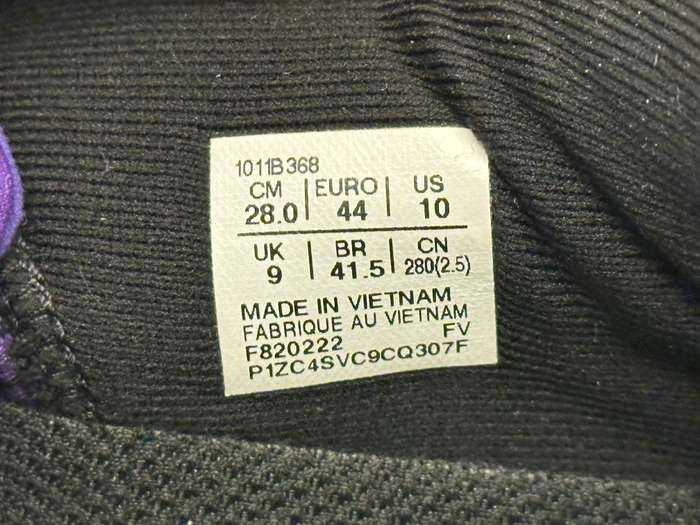 1011B368
CM | EURO | US
28.0 | 44 | 10
UK | BR | CN
9 | 41.5 | 280(2.5)
MADE IN VIETNAM
FABRIQUE AU VIETNAM
F820222 FV
P1ZC4SVC9CQ307F